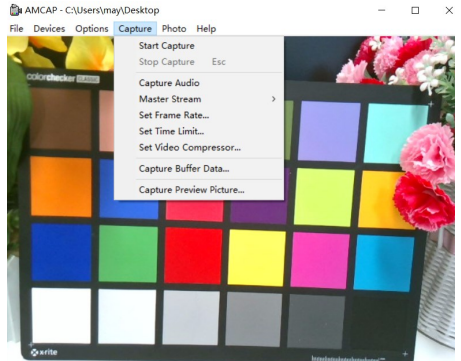 AMCAP - C:\Users\may\Desktop
File Devices Options Capture Photo Help
Start Capture
Stop Capture Esc
Capture Audio
Master Stream
Set Frame Rate...
Set Time Limit...
Set Video Compressor...
Capture Buffer Data...
Capture Preview Picture...
colorchecker CLASSIC
x-rite